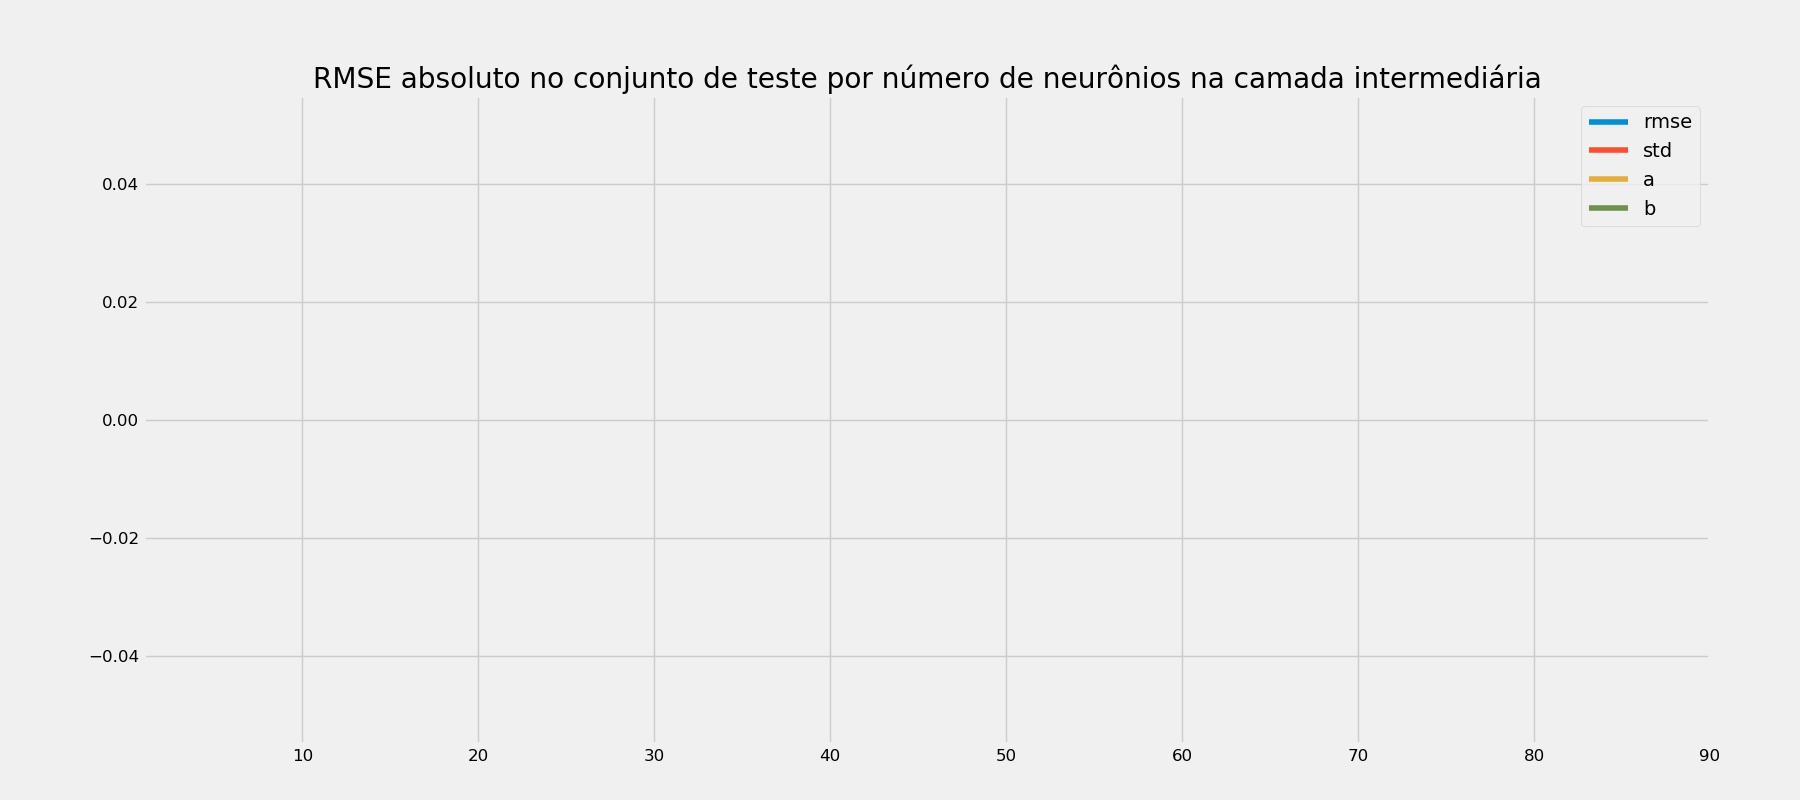 RMSE absoluto no conjunto de teste por número de neurônios na camada intermediária
rmse
std
a
b
0.04
0.02
0.00
−0.02
−0.04
10 20 30 40 50 60 70 80 90